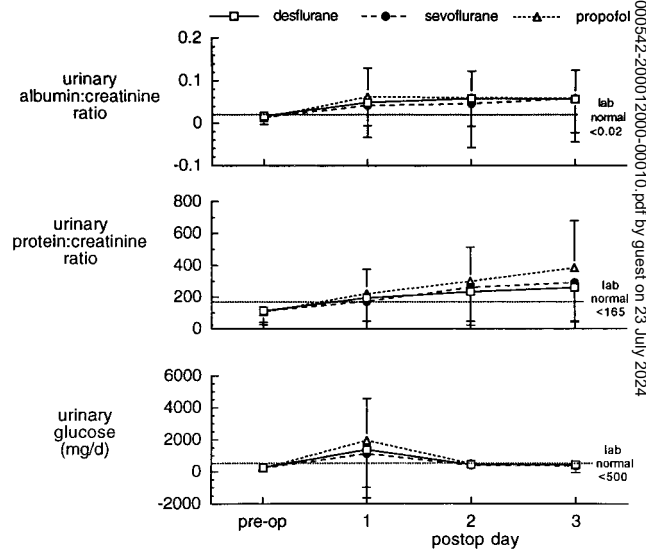 desflurane sevoflurane propofol
urinary
albumin:creatinine
ratio
0.2
0.1
0
-0.1
lab
normal
<0.02
urinary
protein:creatinine
ratio
800
600
400
200
0
lab
normal
<165
urinary
glucose
(mg/d)
6000
4000
2000
0
-2000
lab
normal
<500
pre-op 1 2 3
postop day
000542-200012000-00010.pdf by guest on 23 July 2024